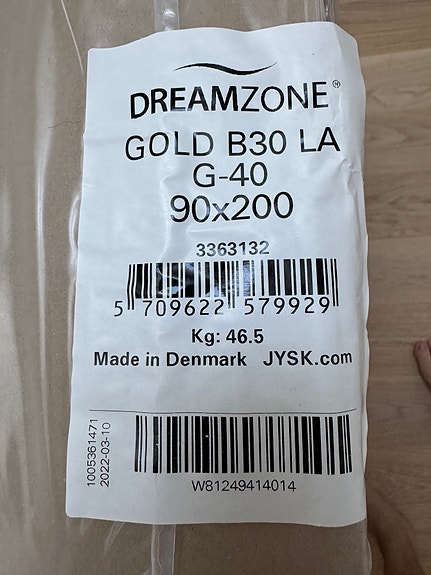 DREAMZONE®
GOLD B30 LA
G-40
90x200
3363132
5 709622 579929
Kg: 46.5
Made in Denmark JYSK.com
1005361471
2022-03-10
W81249414014